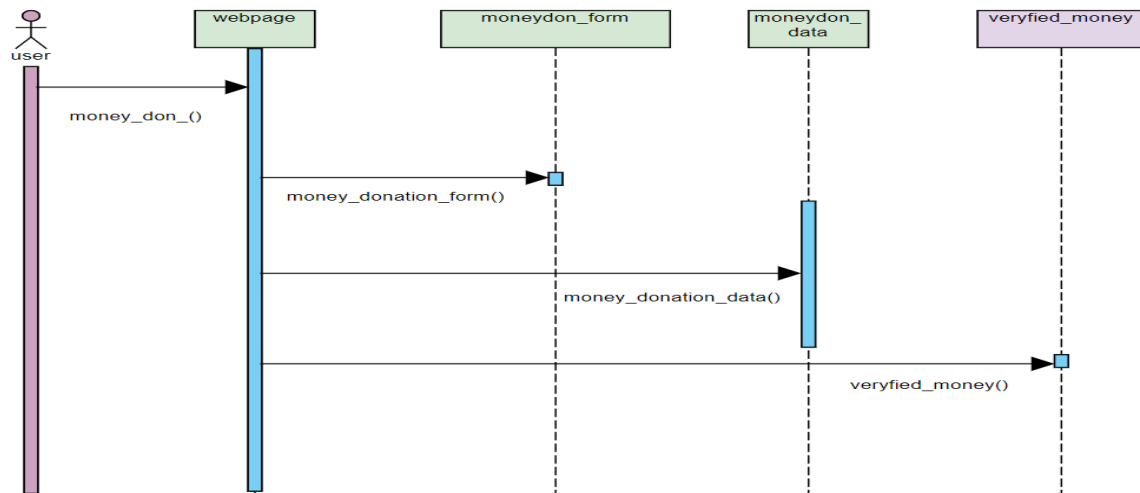 webpage
moneydon_form
moneydon_
data
veryfied_money
user
money_don_()
money_donation_form()
money_donation_data()
veryfied_money()